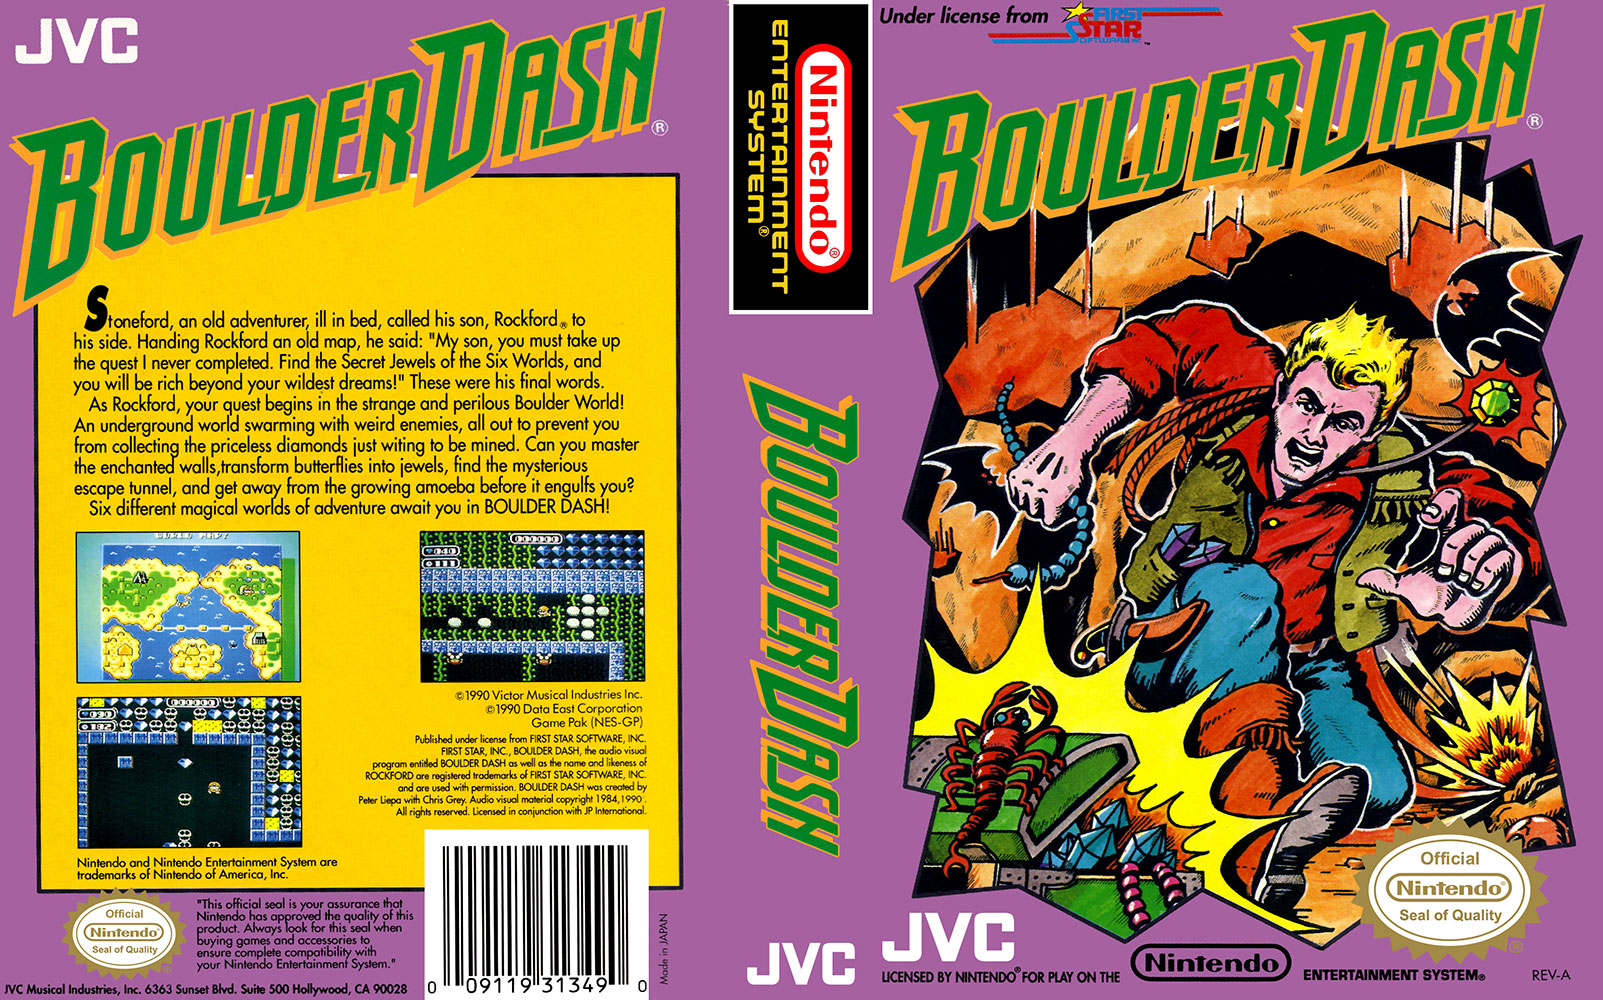 JVC
BOULDER DASH®
Stoneford, an old adventurer, ill in bed, called his son, Rockford® to
his side. Handing Rockford an old map, he said: "My son, you must take up
the quest I never completed. Find the Secret Jewels of the Six Worlds, and
you will be rich beyond your wildest dreams!" These were his final words.
As Rockford, your quest begins in the strange and perilous Boulder World!
An underground world swarming with weird enemies, all out to prevent you
from collecting the priceless diamonds just witing to be mined. Can you master
the enchanted walls,transform butterflies into jewels, find the mysterious
escape tunnel, and get away from the growing amoeba before it engulfs you?
Six different magical worlds of adventure await you in BOULDER DASH!
WORLD MAP
©1990 Victor Musical Industries Inc.
©1990 Data East Corporation
Game Pak (NES-GP)
Published under license from FIRST STAR SOFTWARE, INC.
FIRST STAR, INC., BOULDER DASH, the audio visual
program entitled BOULDER DASH as well as the name and likeness of
ROCKFORD are registered trademarks of FIRST STAR SOFTWARE, INC.
and are used with permission. BOULDER DASH was created by
Peter Liepa with Chris Grey. Audio visual material copyright 1984,1990.
All rights reserved. Licensed in conjunction with JP International.
Nintendo and Nintendo Entertainment System are
trademarks of Nintendo of America, Inc.
Official
Nintendo®
Seal of Quality
"This official seal is your assurance that
Nintendo has approved the quality of this
product. Always look for this seal when
buying games and accessories to
ensure complete compatibility with
your Nintendo Entertainment System."
JVC Musical Industries, Inc. 6363 Sunset Blvd. Suite 500 Hollywood, CA 90028
0 09119 31349 0
Made in JAPAN
Nintendo®
ENTERTAINMENT
SYSTEM®
BOULDER DASH
JVC
Under license from FIRST
STAR
SOFTWARE INC.™
BOULDER DASH®
JVC
LICENSED BY NINTENDO® FOR PLAY ON THE
Nintendo
ENTERTAINMENT SYSTEM®
Official
Nintendo®
Seal of Quality
REV-A